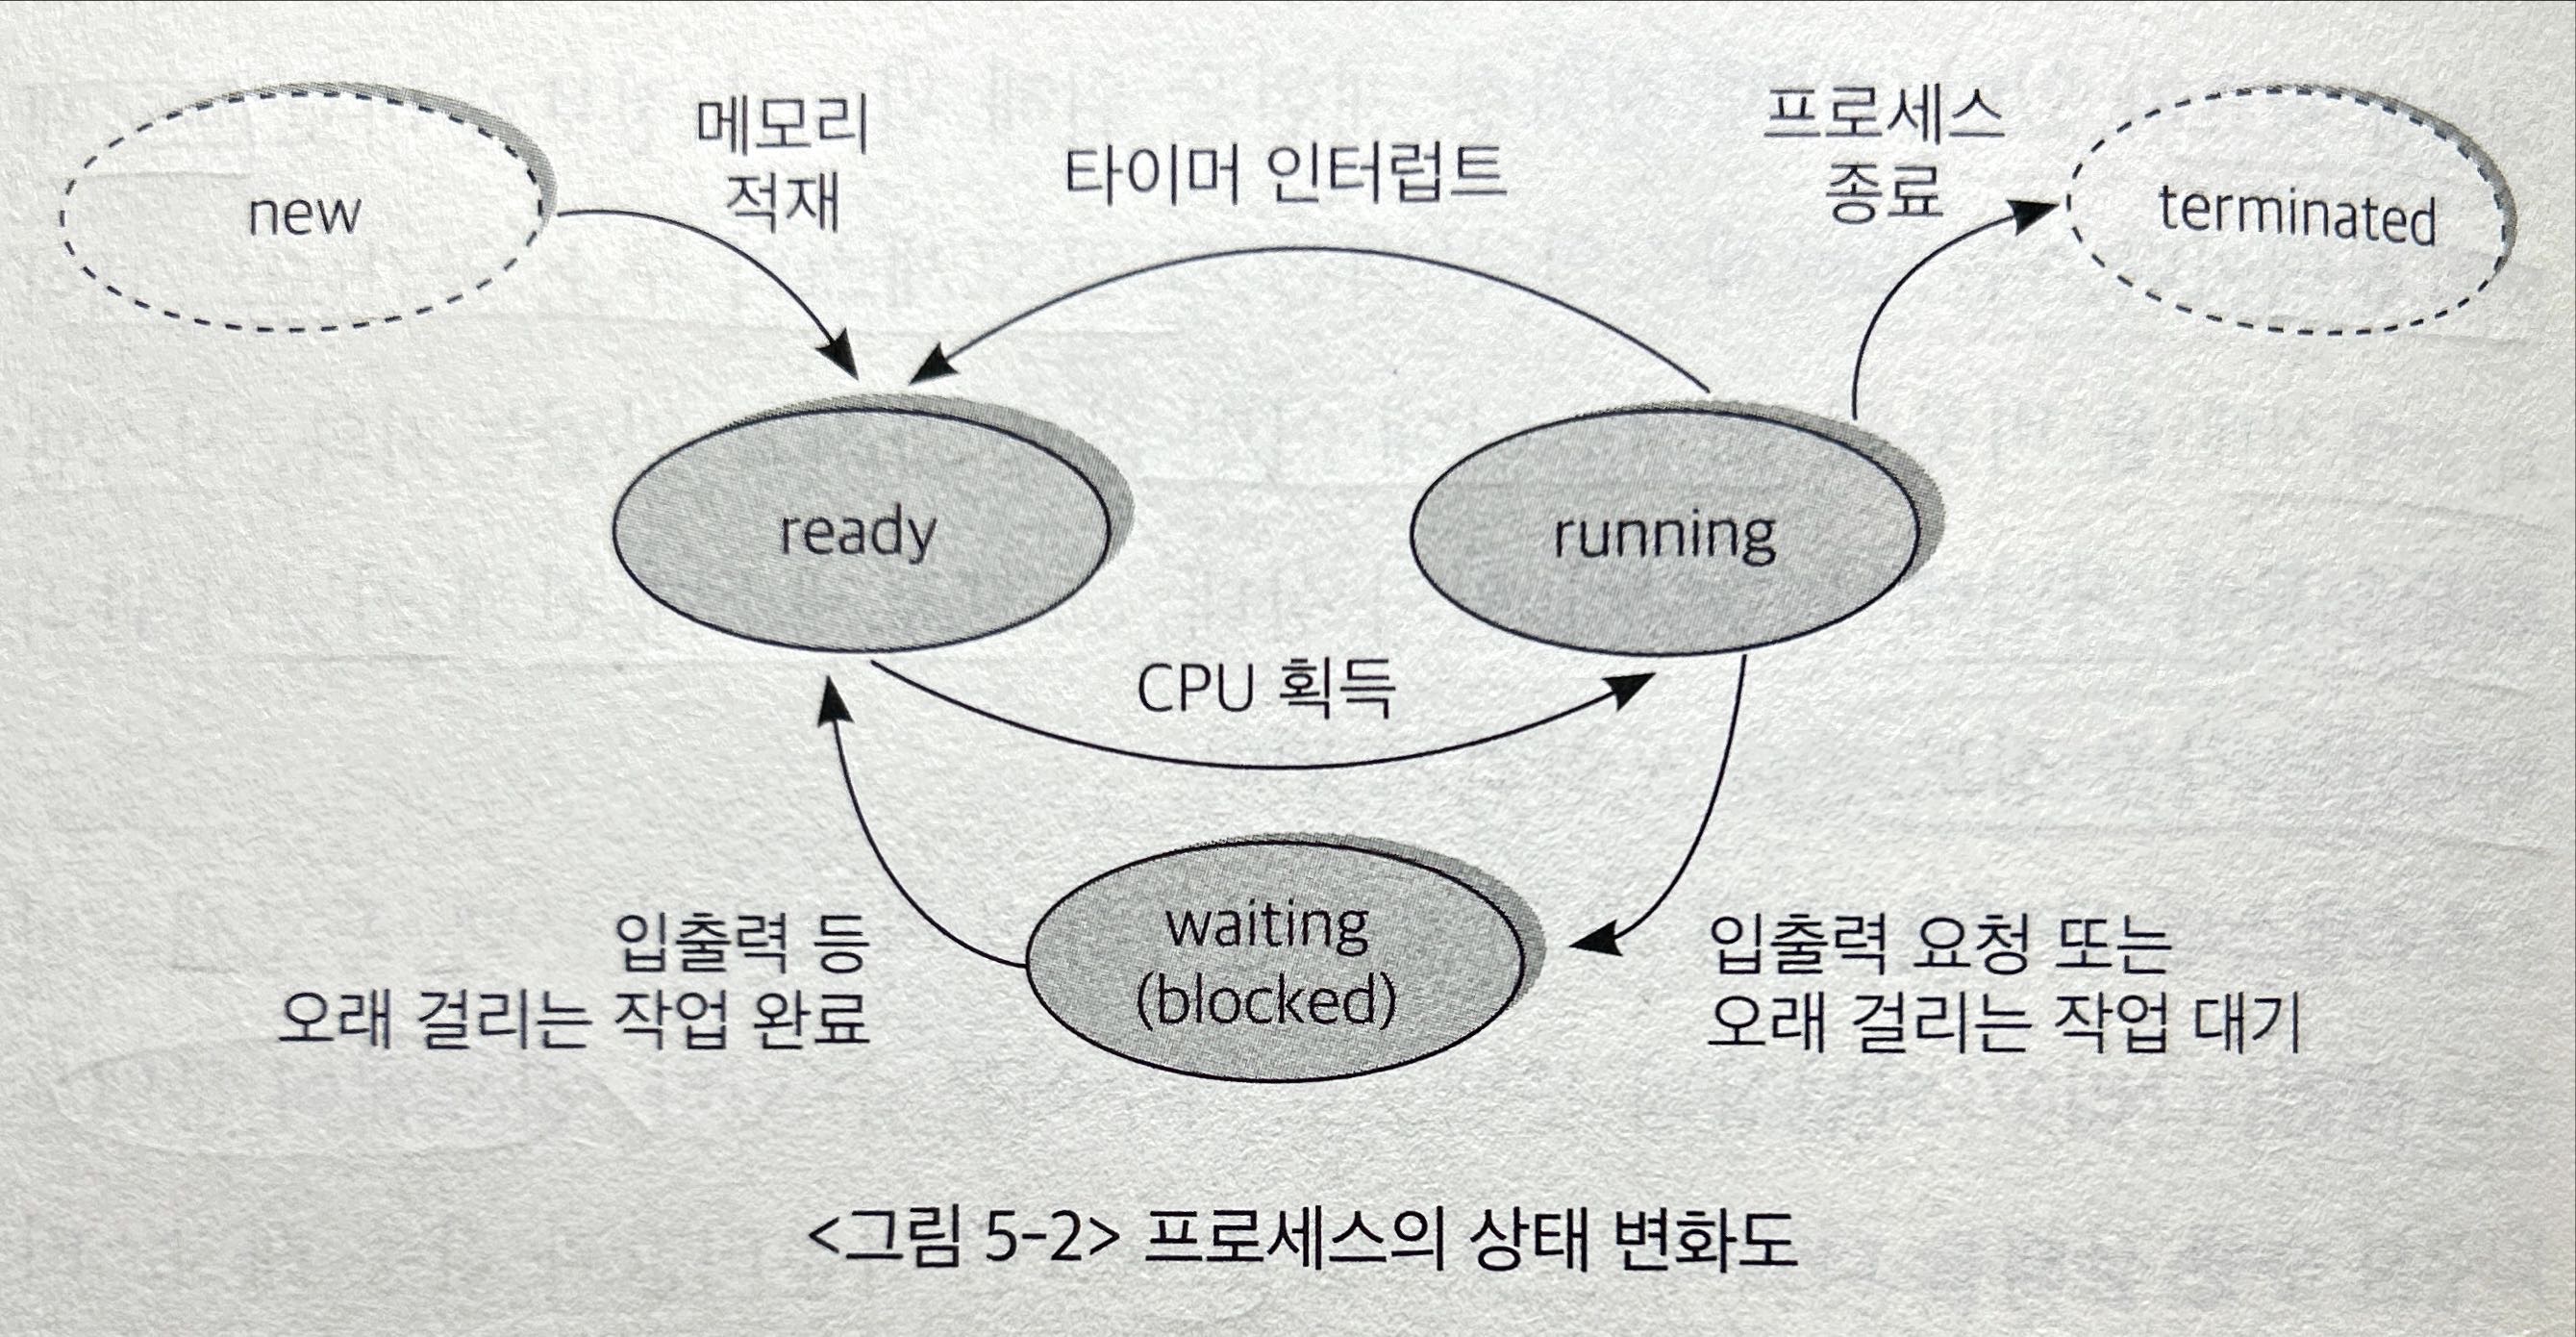 new
메모리
적재
타이머 인터럽트
프로세스
종료
terminated
ready
running
CPU 획득
waiting
(blocked)
입출력 등
오래 걸리는 작업 완료
입출력 요청 또는
오래 걸리는 작업 대기
<그림 5-2> 프로세스의 상태 변화도